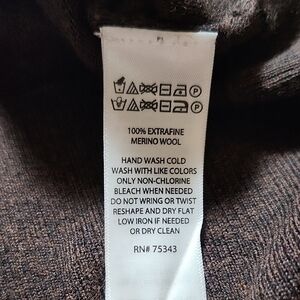 100% EXTRAFINE
MERINO WOOL
HAND WASH COLD
WASH WITH LIKE COLORS
ONLY NON-CHLORINE
BLEACH WHEN NEEDED
DO NOT WRING OR TWIST
RESHAPE AND DRY FLAT
LOW IRON IF NEEDED
OR DRY CLEAN
RN# 75343